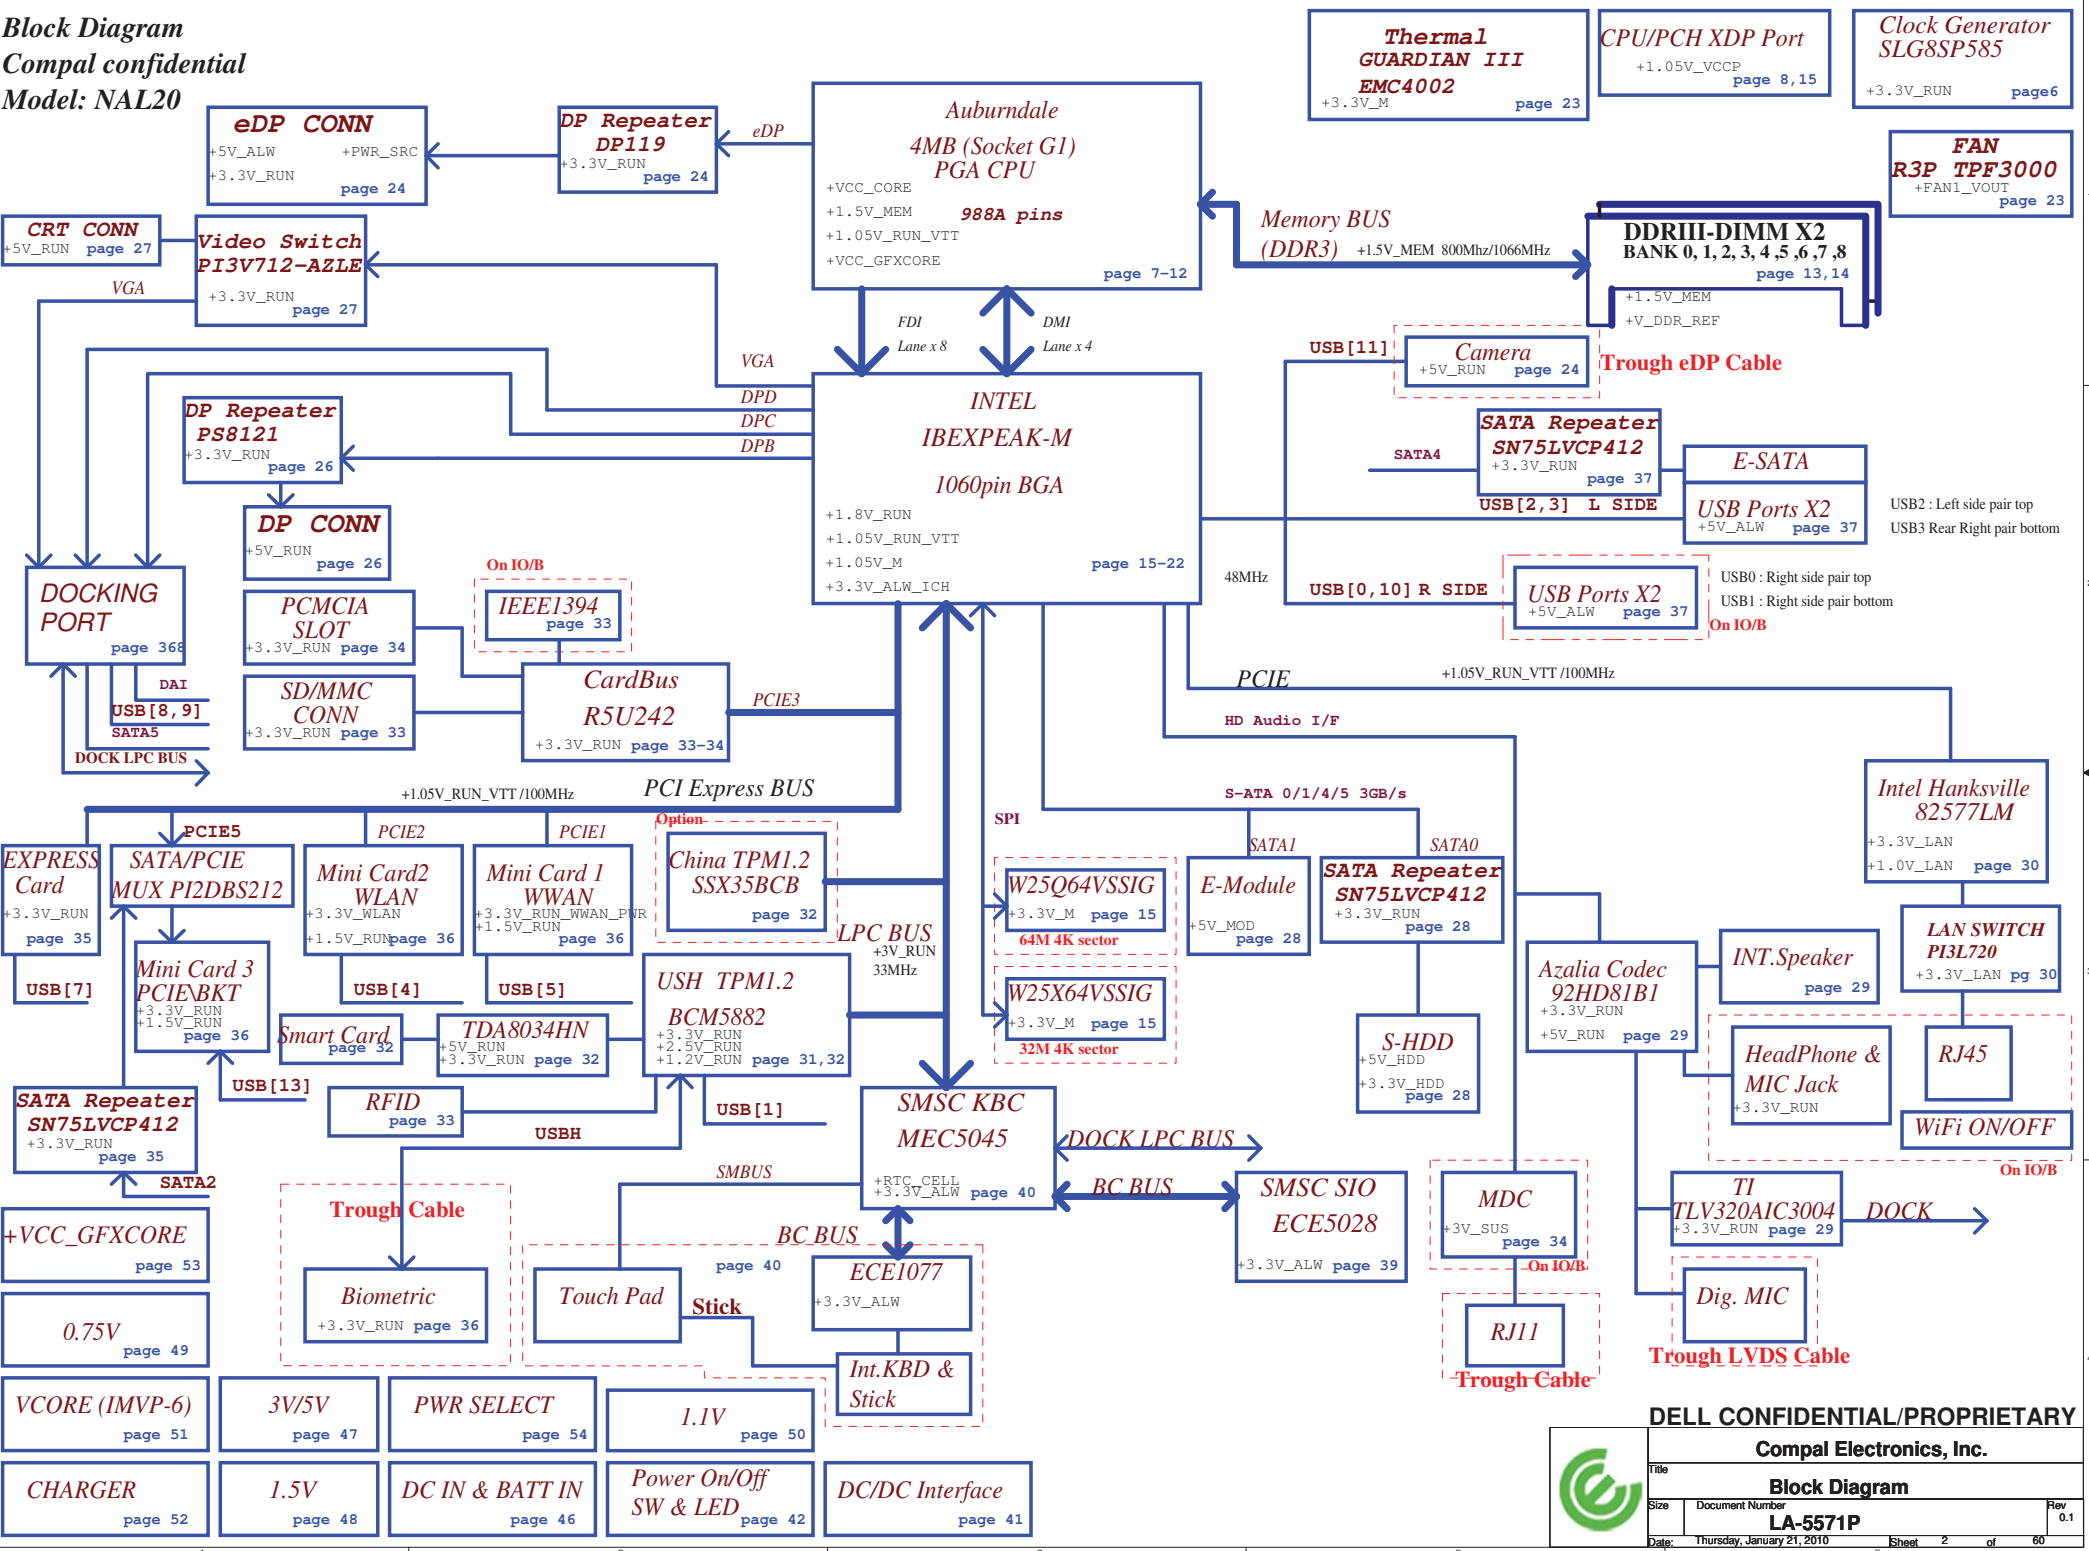 Block Diagram
Compal confidential
Model: NAL20
Thermal
GUARDIAN III
EMC4002
+3.3V_M
page 23
CPU/PCH XDP Port
+1.05V_VCCP
page 8,15
Clock Generator
SLG8SP585
+3.3V_RUN
page6
FAN
R3P TPF3000
+FAN1_VOUT
page 23
eDP CONN
+5V_ALW
+PWR_SRC
+3.3V_RUN
page 24
DP Repeater
DP119
+3.3V_RUN
page 24
eDP
Auburndale
4MB (Socket G1)
PGA CPU
988A pins
+VCC_CORE
+1.5V_MEM
+1.05V_RUN_VTT
+VCC_GFXCORE
page 7-12
Memory BUS
(DDR3)
+1.5V_MEM 800Mhz/1066MHz
DDRIII-DIMM X2
BANK 0, 1, 2, 3, 4 ,5 ,6 ,7 ,8
page 13,14
+1.5V_MEM
+V_DDR_REF
CRT CONN
+5V_RUN
page 27
VGA
Video Switch
PI3V712-AZLE
+3.3V_RUN
page 27
FDI
Lane x 8
DMI
Lane x 4
VGA
DPD
DPC
DPB
INTEL
IBEXPEAK-M
1060pin BGA
+1.8V_RUN
+1.05V_RUN_VTT
+1.05V_M
+3.3V_ALW_ICH
page 15-22
USB[11]
Camera
+5V_RUN
page 24
Trough eDP Cable
SATA4
SATA Repeater
SN75LVCP412
+3.3V_RUN
page 37
E-SATA
USB[2,3] L SIDE
USB Ports X2
+5V_ALW
page 37
USB2 : Left side pair top
USB3 Rear Right pair bottom
48MHz
USB[0,10] R SIDE
USB Ports X2
+5V_ALW
page 37
On IO/B
USB0 : Right side pair top
USB1 : Right side pair bottom
DP Repeater
PS8121
+3.3V_RUN
page 26
DP CONN
+5V_RUN
page 26
DOCKING
PORT
page 368
DAI
USB[8,9]
SATA5
DOCK LPC BUS
PCMCIA
SLOT
+3.3V_RUN
page 34
On IO/B
IEEE1394
page 33
SD/MMC
CONN
+3.3V_RUN
page 33
CardBus
R5U242
+3.3V_RUN
page 33-34
PCIE3
PCIE
+1.05V_RUN_VTT /100MHz
HD Audio I/F
S-ATA 0/1/4/5 3GB/s
+1.05V_RUN_VTT /100MHz
PCI Express BUS
EXPRESS
Card
+3.3V_RUN
page 35
USB[7]
PCIE5
SATA/PCIE
MUX PI2DBS212
PCIE2
Mini Card2
WLAN
+3.3V_WLAN
+1.5V_RUN
page 36
USB[4]
PCIE1
Mini Card 1
WWAN
+3.3V_RUN_WWAN_PWR
+1.5V_RUN
page 36
USB[5]
Option
China TPM1.2
SSX35BCB
page 32
LPC BUS
+3V_RUN
33MHz
SPI
W25Q64VSSIG
+3.3V_M
page 15
64M 4K sector
W25X64VSSIG
+3.3V_M
page 15
32M 4K sector
SATA1
E-Module
+5V_MOD
page 28
SATA0
SATA Repeater
SN75LVCP412
+3.3V_RUN
page 28
S-HDD
+5V_HDD
+3.3V_HDD
page 28
Intel Hanksville
82577LM
+3.3V_LAN
+1.0V_LAN
page 30
LAN SWITCH
PI3L720
+3.3V_LAN
pg 30
RJ45
WiFi ON/OFF
On IO/B
Azalia Codec
92HD81B1
+3.3V_RUN
+5V_RUN
page 29
INT.Speaker
page 29
HeadPhone &
MIC Jack
+3.3V_RUN
Mini Card 3
PCIE\BKT
+3.3V_RUN
+1.5V_RUN
page 36
USB[13]
Smart Card
page 32
TDA8034HN
+5V_RUN
+3.3V_RUN
page 32
USH TPM1.2
BCM5882
+3.3V_RUN
+2.5V_RUN
+1.2V_RUN
page 31,32
RFID
page 33
USB[1]
USBH
SATA Repeater
SN75LVCP412
+3.3V_RUN
page 35
SATA2
SMSC KBC
MEC5045
+RTC_CELL
+3.3V_ALW
page 40
SMBUS
DOCK LPC BUS
BC BUS
SMSC SIO
ECE5028
+3.3V_ALW
page 39
MDC
+3V_SUS
page 34
On IO/B
RJ11
Trough Cable
TI
TLV320AIC3004
+3.3V_RUN
page 29
DOCK
Dig. MIC
Trough LVDS Cable
Trough Cable
Biometric
+3.3V_RUN
page 36
BC BUS
page 40
Touch Pad
Stick
ECE1077
+3.3V_ALW
Int.KBD &
Stick
+VCC_GFXCORE
page 53
0.75V
page 49
VCORE (IMVP-6)
page 51
3V/5V
page 47
PWR SELECT
page 54
1.1V
page 50
CHARGER
page 52
1.5V
page 48
DC IN & BATT IN
page 46
Power On/Off
SW & LED
page 42
DC/DC Interface
page 41
DELL CONFIDENTIAL/PROPRIETARY
Compal Electronics, Inc.
Title
Block Diagram
Size
Document Number
Rev
LA-5571P
0.1
Date:
Thursday, January 21, 2010
Sheet
2
of
60